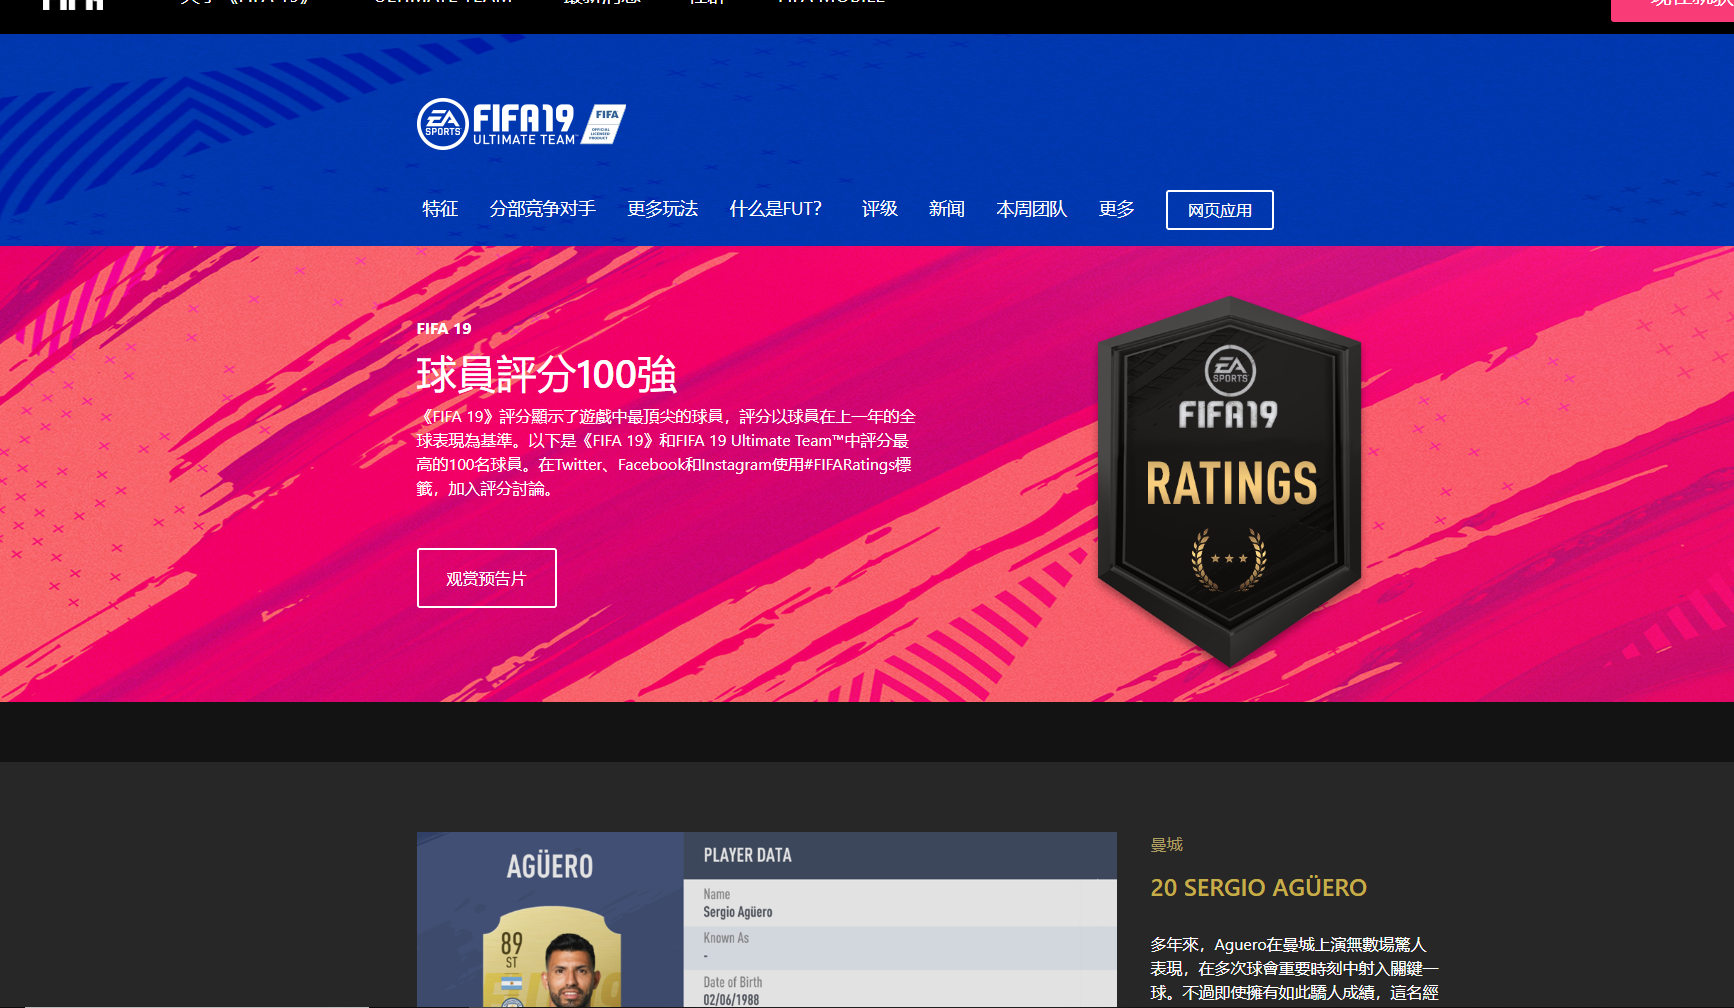 ULTIMATE TEAM
FIFA MOBILE
EA SPORTS FIFA 19 ULTIMATE TEAM
FIFA OFFICIAL LICENSED PRODUCT
特征 分部竞争对手 更多玩法 什么是FUT? 评级 新闻 本周团队 更多 网页应用
FIFA 19
球員評分100強
《FIFA 19》評分顯示了遊戲中最頂尖的球員，評分以球員在上一年的全
球表現為基準。以下是《FIFA 19》和FIFA 19 Ultimate Team™中評分最
高的100名球員。在Twitter、Facebook和Instagram使用#FIFARatings標
籤，加入評分討論。
观赏预告片
EA SPORTS
FIFA 19
RATINGS
AGÜERO
89
ST
PLAYER DATA
Name
Sergio Agüero
Known As
-
Date of Birth
02/06/1988
曼城
20 SERGIO AGÜERO
多年來，Aguero在曼城上演無數場驚人
表現，在多次球會重要時刻中射入關鍵一
球。不過即使擁有如此驕人成績，這名經